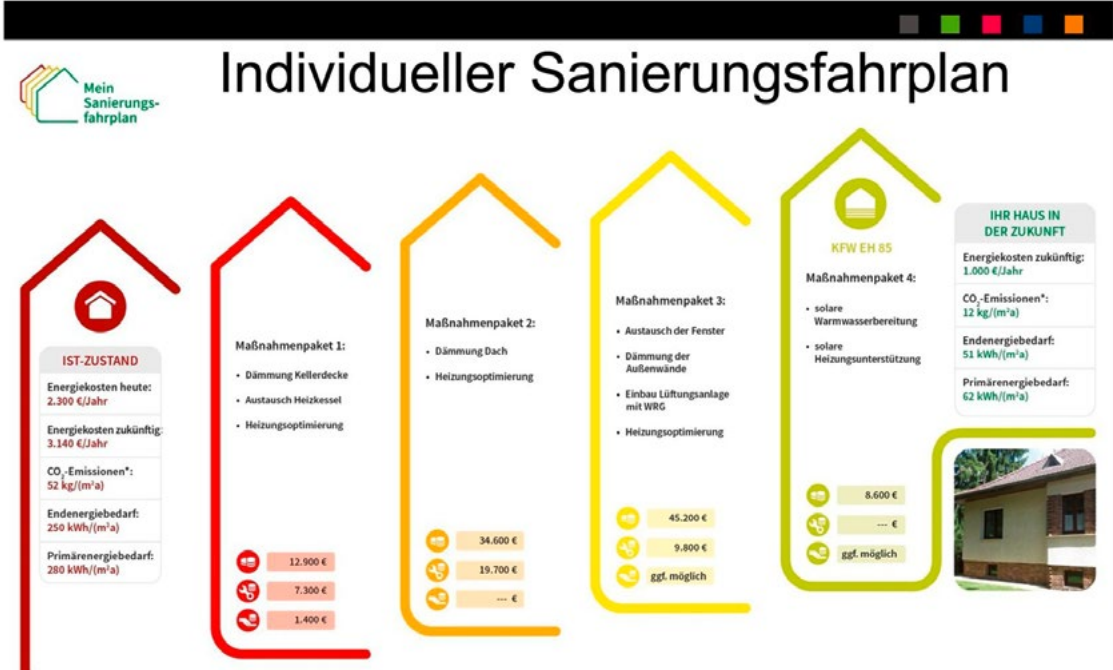 Individueller Sanierungsfahrplan
Mein
Sanierungs-
fahrplan
IST-ZUSTAND
Energiekosten heute:
2.300 €/Jahr
Energiekosten zukünftig:
3.140 €/Jahr
CO₂-Emissionen*:
52 kg/(m²a)
Endenergiebedarf:
250 kWh/(m²a)
Primärenergiebedarf:
280 kWh/(m²a)
Maßnahmenpaket 1:
• Dämmung Kellerdecke
• Austausch Heizkessel
• Heizungsoptimierung
12.900 €
7.300 €
1.400 €
Maßnahmenpaket 2:
• Dämmung Dach
• Heizungsoptimierung
34.600 €
19.700 €
--- €
Maßnahmenpaket 3:
• Austausch der Fenster
• Dämmung der
Außenwände
• Einbau Lüftungsanlage
mit WRG
• Heizungsoptimierung
45.200 €
9.800 €
ggf. möglich
KFW EH 85
Maßnahmenpaket 4:
• solare
Warmwasserbereitung
• solare
Heizungsunterstützung
8.600 €
--- €
ggf. möglich
IHR HAUS IN
DER ZUKUNFT
Energiekosten zukünftig:
1.000 €/Jahr
CO₂-Emissionen*:
12 kg/(m²a)
Endenergiebedarf:
51 kWh/(m²a)
Primärenergiebedarf:
62 kWh/(m²a)